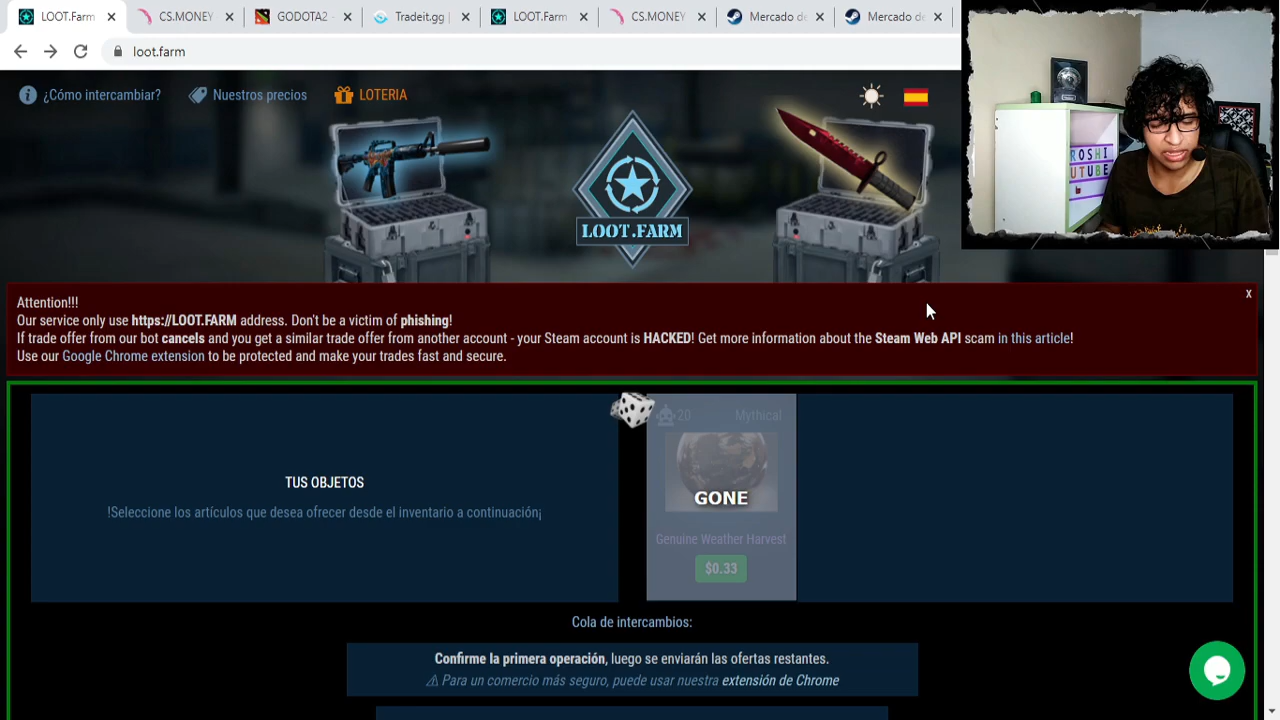 LOOT.Farm
CS.MONEY
GODOTA2.
Tradeit.gg
LOOT.Farm
CS.MONEY
Mercado de
Mercado de
loot.farm
¿Cómo intercambiar?
Nuestros precios
LOTERIA
LOOT.FARM
Attention!!!
Our service only use https://LOOT.FARM address. Don't be a victim of phishing!
If trade offer from our bot cancels and you get a similar trade offer from another account - your Steam account is HACKED! Get more information about the Steam Web API scam in this article!
Use our Google Chrome extension to be protected and make your trades fast and secure.
x
TUS OBJETOS
!Seleccione los artículos que desea ofrecer desde el inventario a continuación¡
20
Mythical
GONE
Genuine Weather Harvest
$0.33
Cola de intercambios:
Confirme la primera operación, luego se enviarán las ofertas restantes.
⚠ Para un comercio más seguro, puede usar nuestra extensión de Chrome
ROSHI
UTUBE